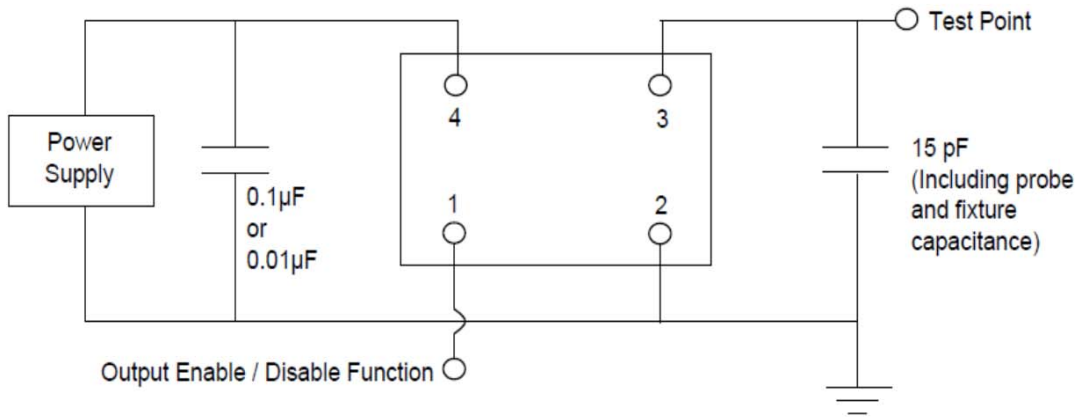 Test Point
4
3
Power
Supply
0.1µF
or
0.01µF
1
2
15 pF
(Including probe
and fixture
capacitance)
Output Enable / Disable Function